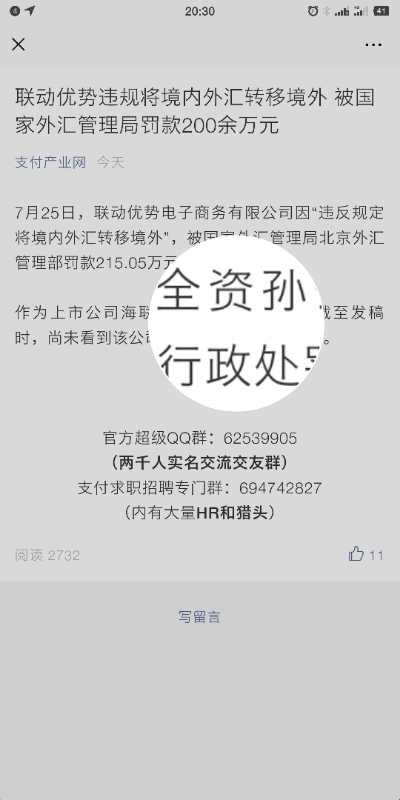 20:30
41
联动优势违规将境内外汇转移境外 被国
家外汇管理局罚款200余万元
支付产业网 今天
7月25日，联动优势电子商务有限公司因“违反规定
将境内外汇转移境外”，被国家外汇管理局北京外汇
管理部罚款215.05万元
作为上市公司海联 全资孙 截至发稿
时，尚未看到该公司 行政处罚 。
官方超级QQ群：62539905
（两千人实名交流交友群）
支付求职招聘专门群：694742827
（内有大量HR和猎头）
阅读 2732 11
写留言